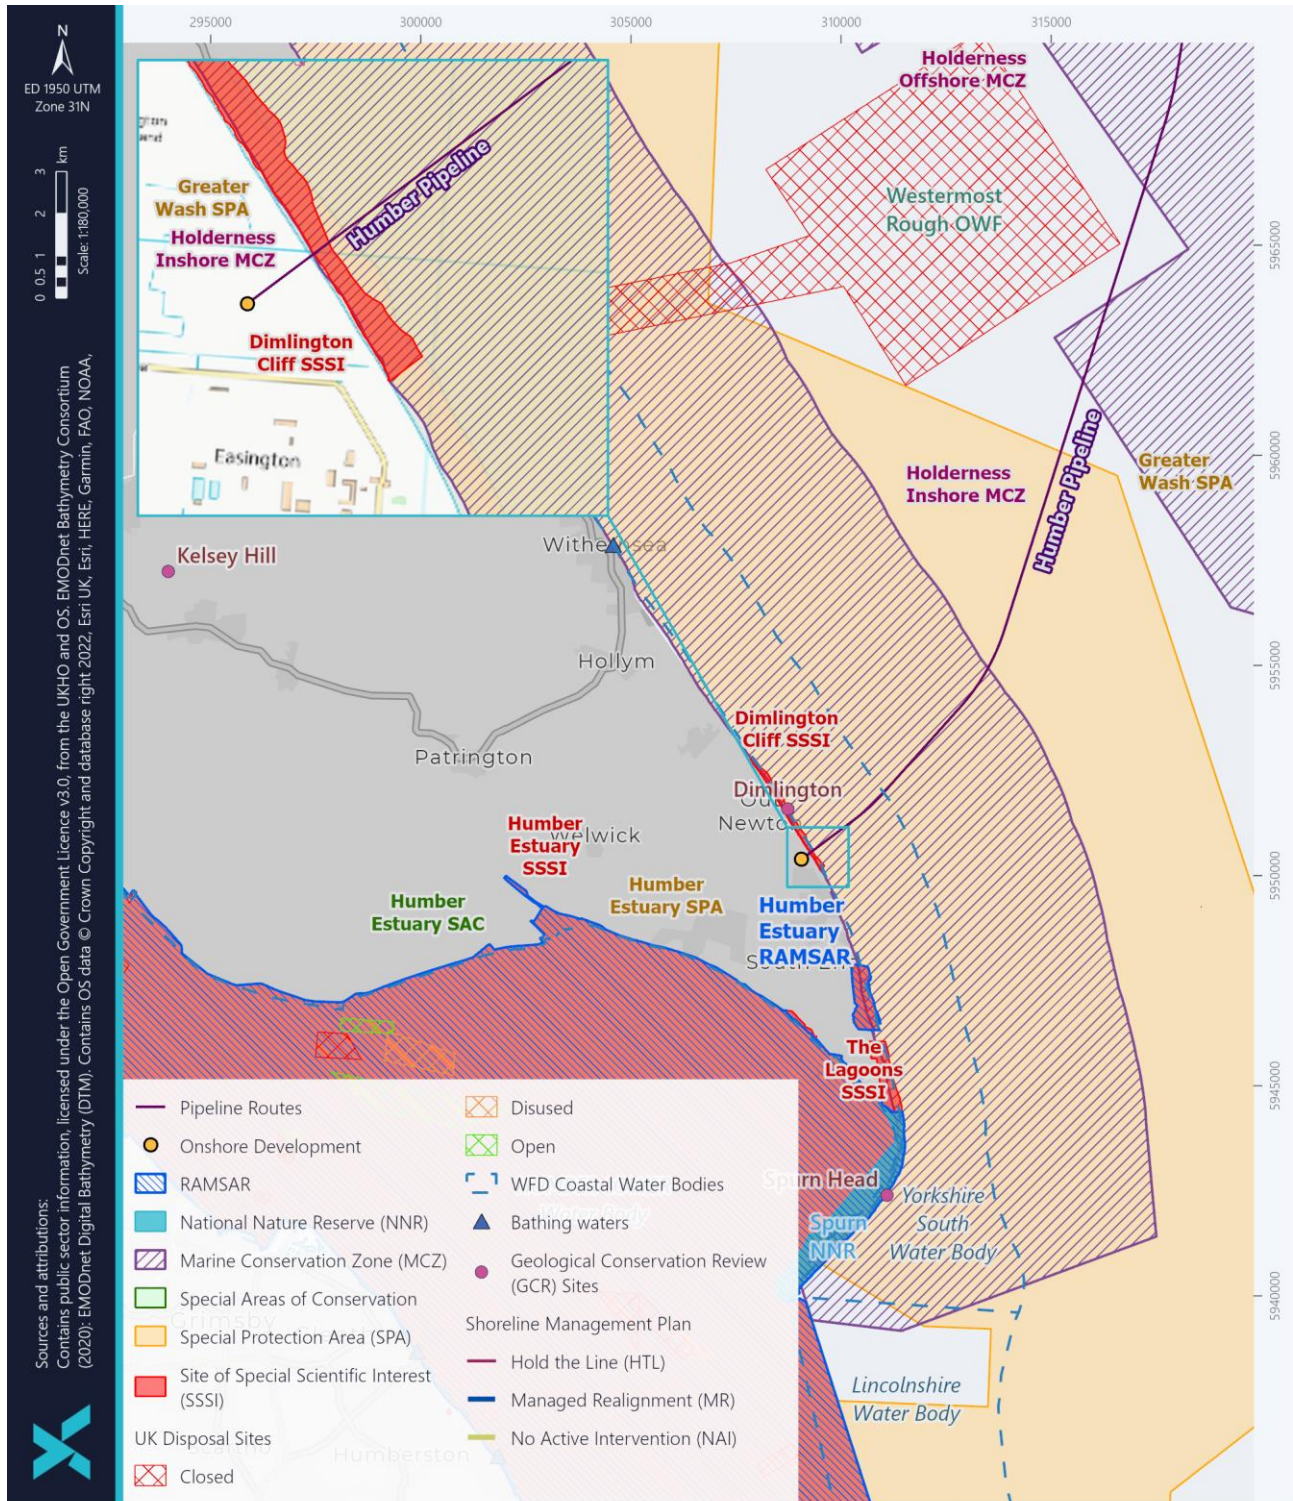 295000
300000
305000
310000
315000
N
ED 1950 UTM
Zone 31N
0 0.5 1 2 3 km
Scale: 1:180,000
Sources and attributions:
Contains public sector information, licensed under the Open Government Licence v3.0, from the UKHO and OS. EMODnet Bathymetry Consortium
(2020): EMODnet Digital Bathymetry (DTM). Contains OS data © Crown Copyright and database right 2022, Esri UK, Esri, HERE, Garmin, FAO, NOAA,
Greater
Wash SPA
Holderness
Inshore MCZ
Humber Pipeline
Dimlington
Cliff SSSI
Easington
Holderness
Offshore MCZ
Westermost
Rough OWF
5965000
Holderness
Inshore MCZ
Humber Pipeline
Greater
Wash SPA
5960000
Withernsea
Kelsey Hill
Hollym
5955000
Patrington
Dimlington
Cliff SSSI
Dimlington
Newton
Humber
Estuary
SSSI
Welwick
Humber
Estuary SAC
Humber
Estuary SPA
Humber
Estuary
RAMSAR
5950000
The
Lagoons
SSSI
5945000
Spurn Head
Spurn
NNR
Yorkshire
South
Water Body
5940000
Lincolnshire
Water Body
Pipeline Routes
Onshore Development
RAMSAR
National Nature Reserve (NNR)
Marine Conservation Zone (MCZ)
Special Areas of Conservation
Special Protection Area (SPA)
Site of Special Scientific Interest
(SSSI)
UK Disposal Sites
Closed
Disused
Open
WFD Coastal Water Bodies
Bathing waters
Geological Conservation Review
(GCR) Sites
Shoreline Management Plan
Hold the Line (HTL)
Managed Realignment (MR)
No Active Intervention (NAI)
Grimsby
Humberston